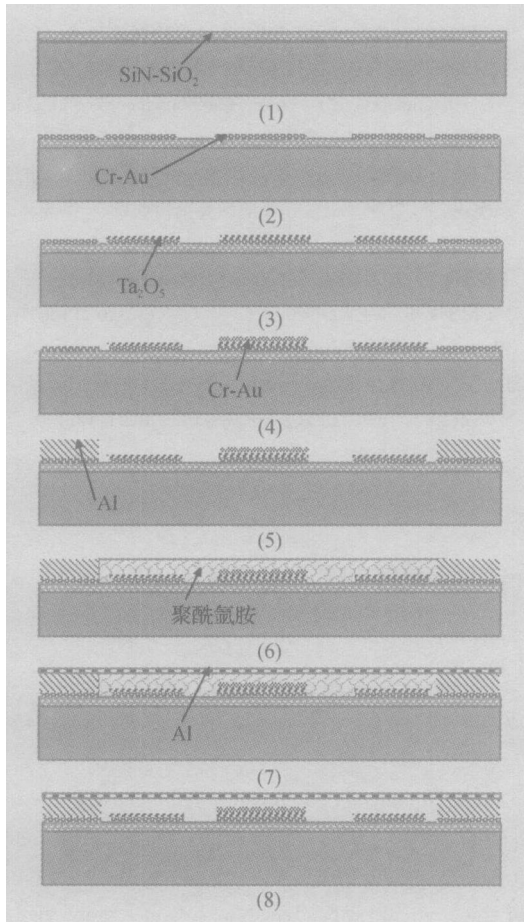 SiN-SiO₂
(1)
Cr-Au
(2)
Ta₂O₅
(3)
Cr-Au
(4)
Al
(5)
聚酰氩胺
(6)
Al
(7)
(8)